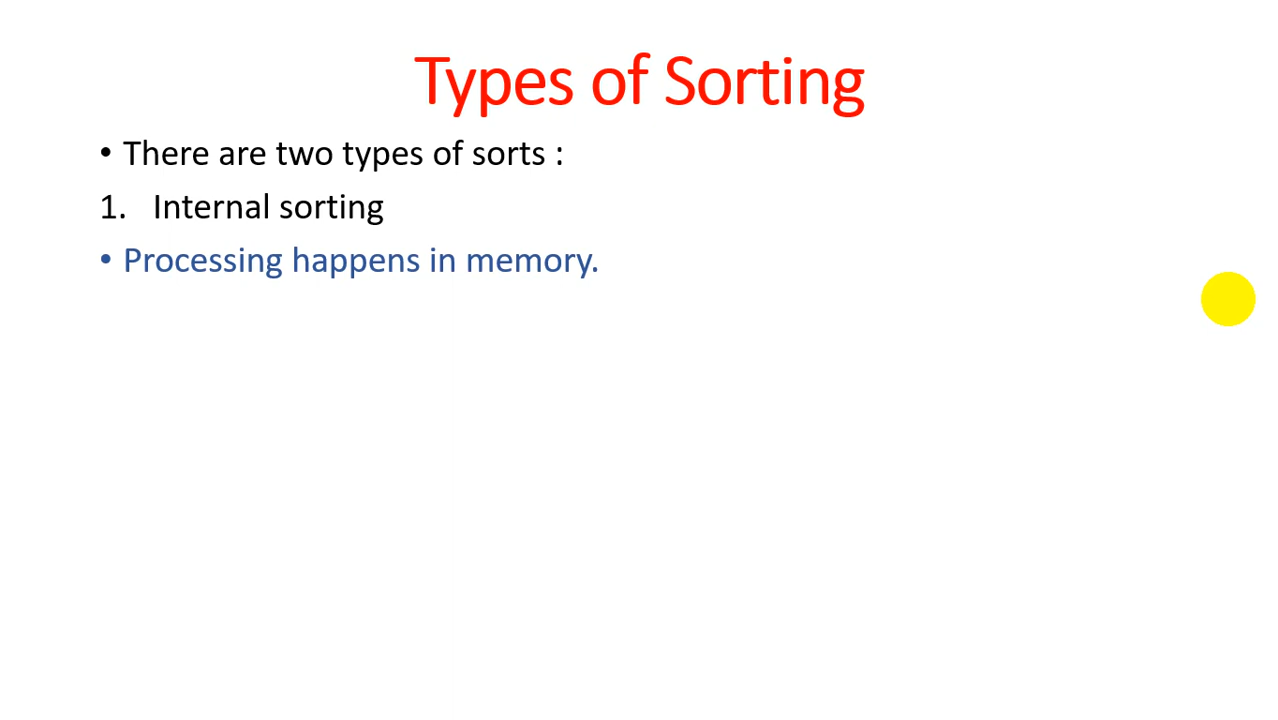 Types of Sorting
• There are two types of sorts :
1. Internal sorting
• Processing happens in memory.